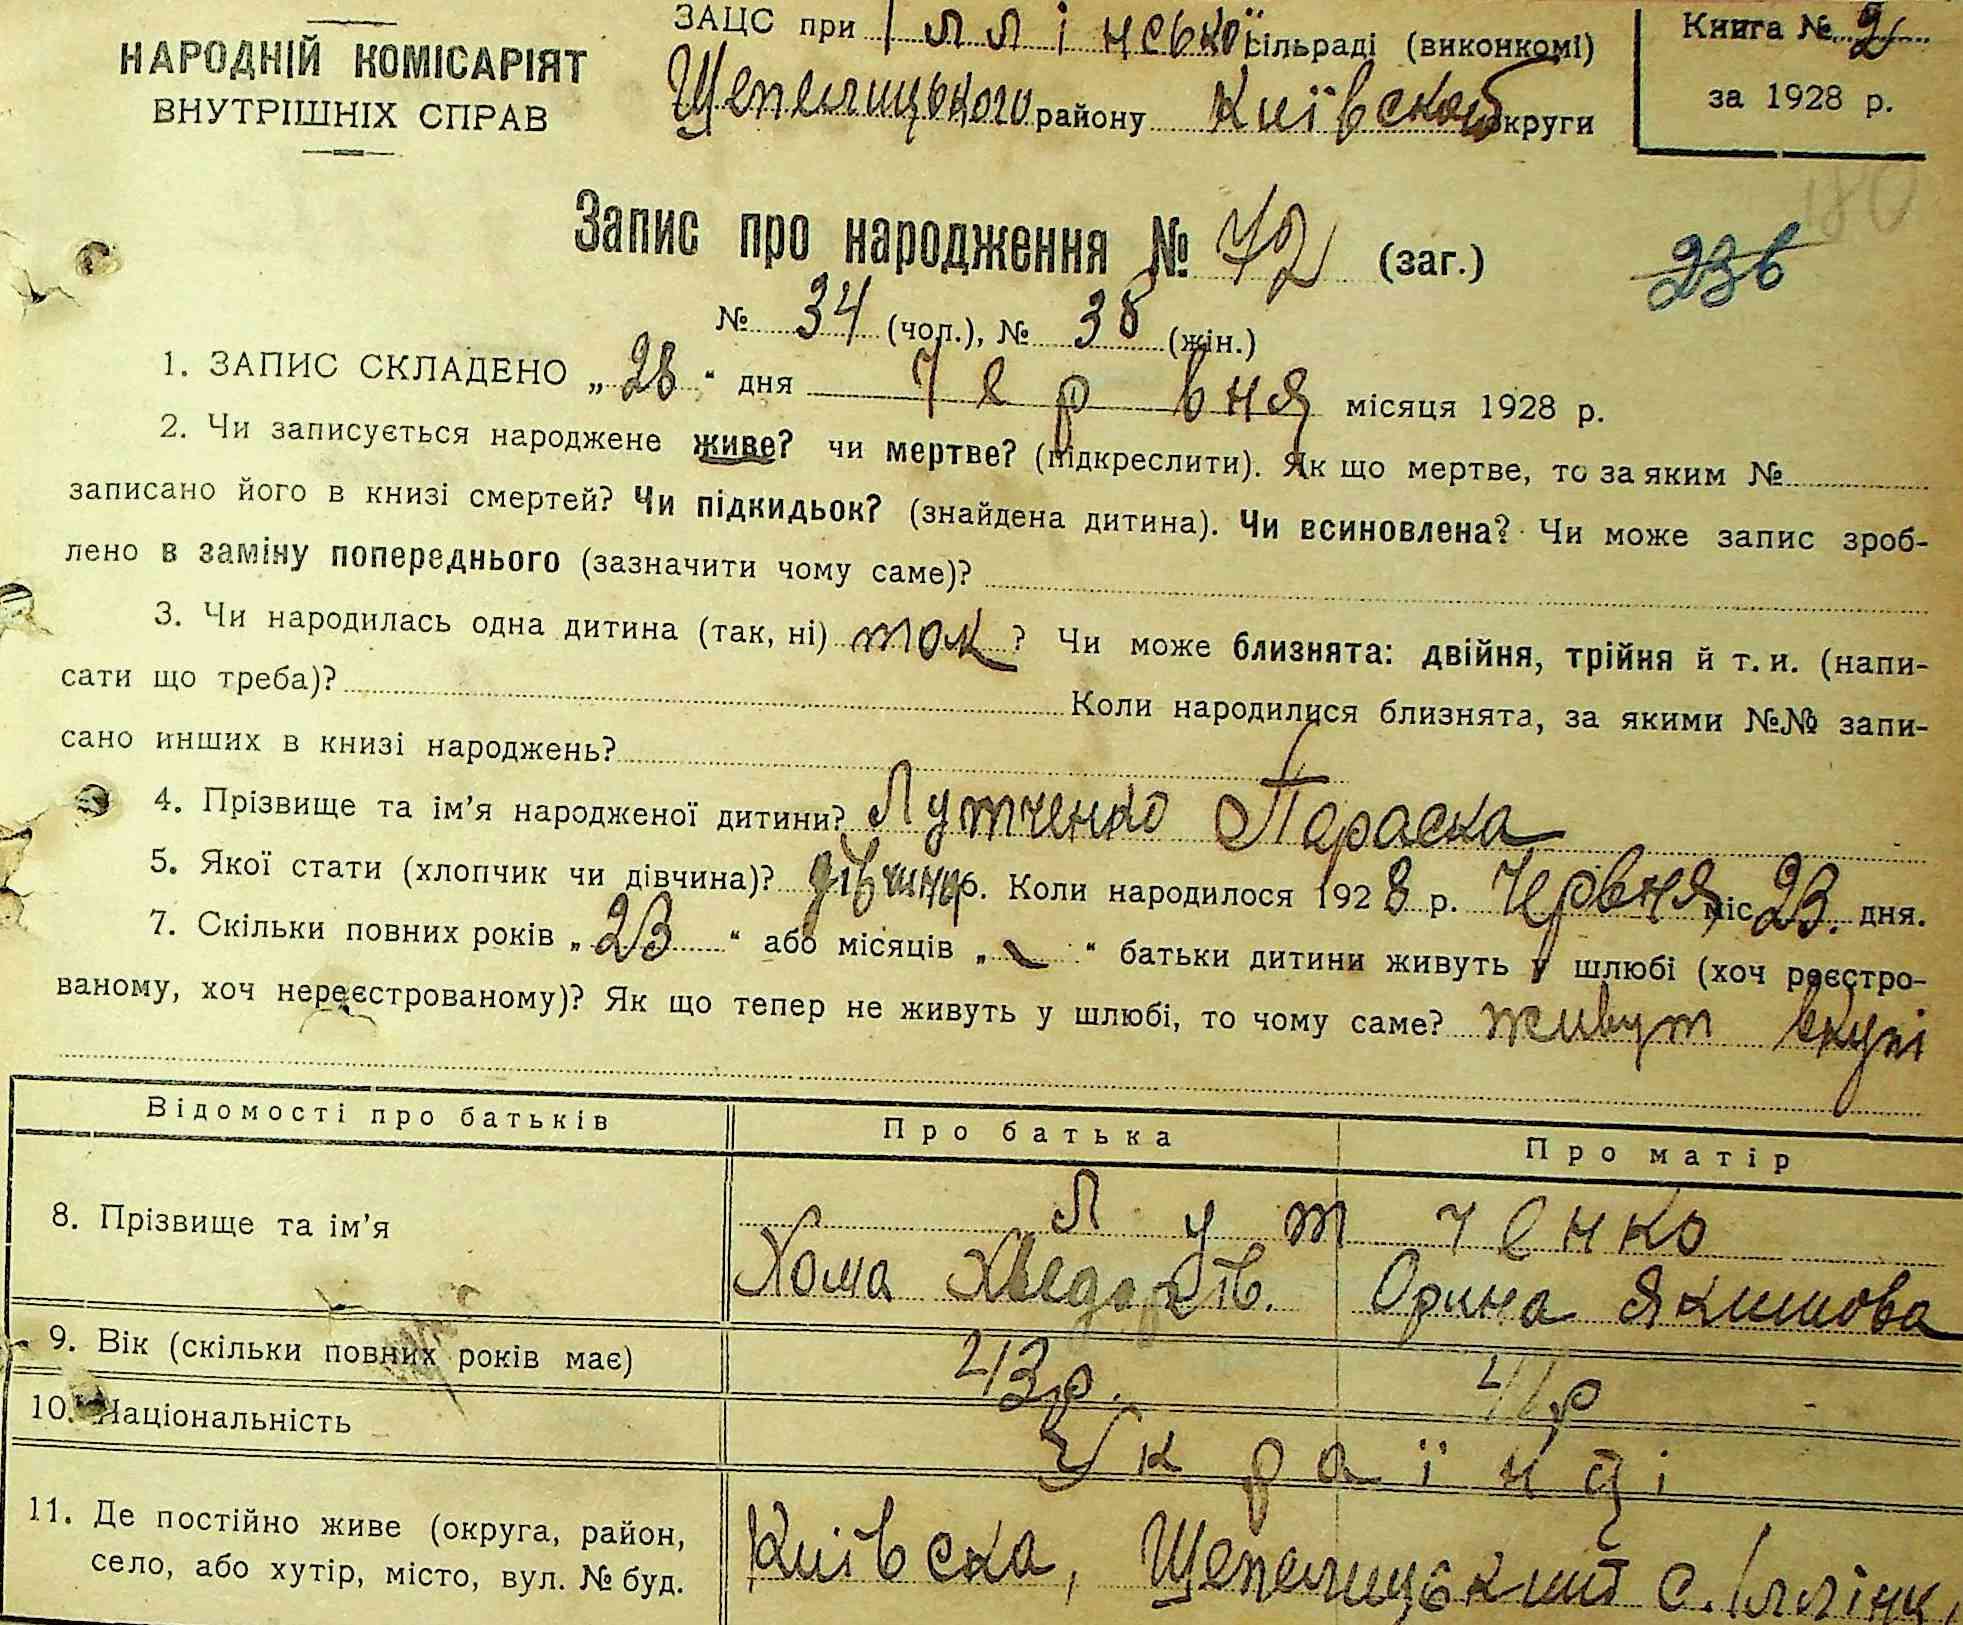 НАРОДНІЙ КОМІСАРІЯТ
ВНУТРІШНІХ СПРАВ
ЗАЦС при Іллінської сільраді (виконкомі)
Щепелицького району Київской округи
Книга № 2
за 1928 р.
180
Запис про народження № 72 (заг.)
236
№ 34 (чол.), № 38 (жін.)
1. ЗАПИС СКЛАДЕНО „28“ дня червня місяця 1928 р.
2. Чи записується народжене живе? чи мертве? (підкреслити). Як що мертве, то за яким №
записано його в книзі смертей? Чи підкидьок? (знайдена дитина). Чи всиновлена? Чи може запис зроб-
лено в заміну попереднього (зазначити чому саме)?
3. Чи народилась одна дитина (так, ні) так? Чи може близнята: двійня, трійня й т. и. (напи-
сати що треба)? Коли народилися близнята, за якими №№ запи-
сано инших в книзі народжень?
4. Прізвище та ім’я народженої дитини? Лутченко Параска
5. Якої стати (хлопчик чи дівчина)? дівчина 6. Коли народилося 1928 р. Червня міс. 23. дня.
7. Скільки повних років „23“ або місяців „-“ батьки дитини живуть у шлюбі (хоч реєстро-
ваному, хоч нереєстрованому)? Як що тепер не живуть у шлюбі, то чому саме? живут вкупі
Відомості про батьків Про батька Про матір
8. Прізвище та ім’я Лутченко
Хома Хведорів. Орина Якимова
9. Вік (скільки повних років має) 43р. 41р
10. Національність Українці
11. Де постійно живе (округа, район,
село, або хутір, місто, вул. № буд.
Київска, Щепелицький с. Іллінц,